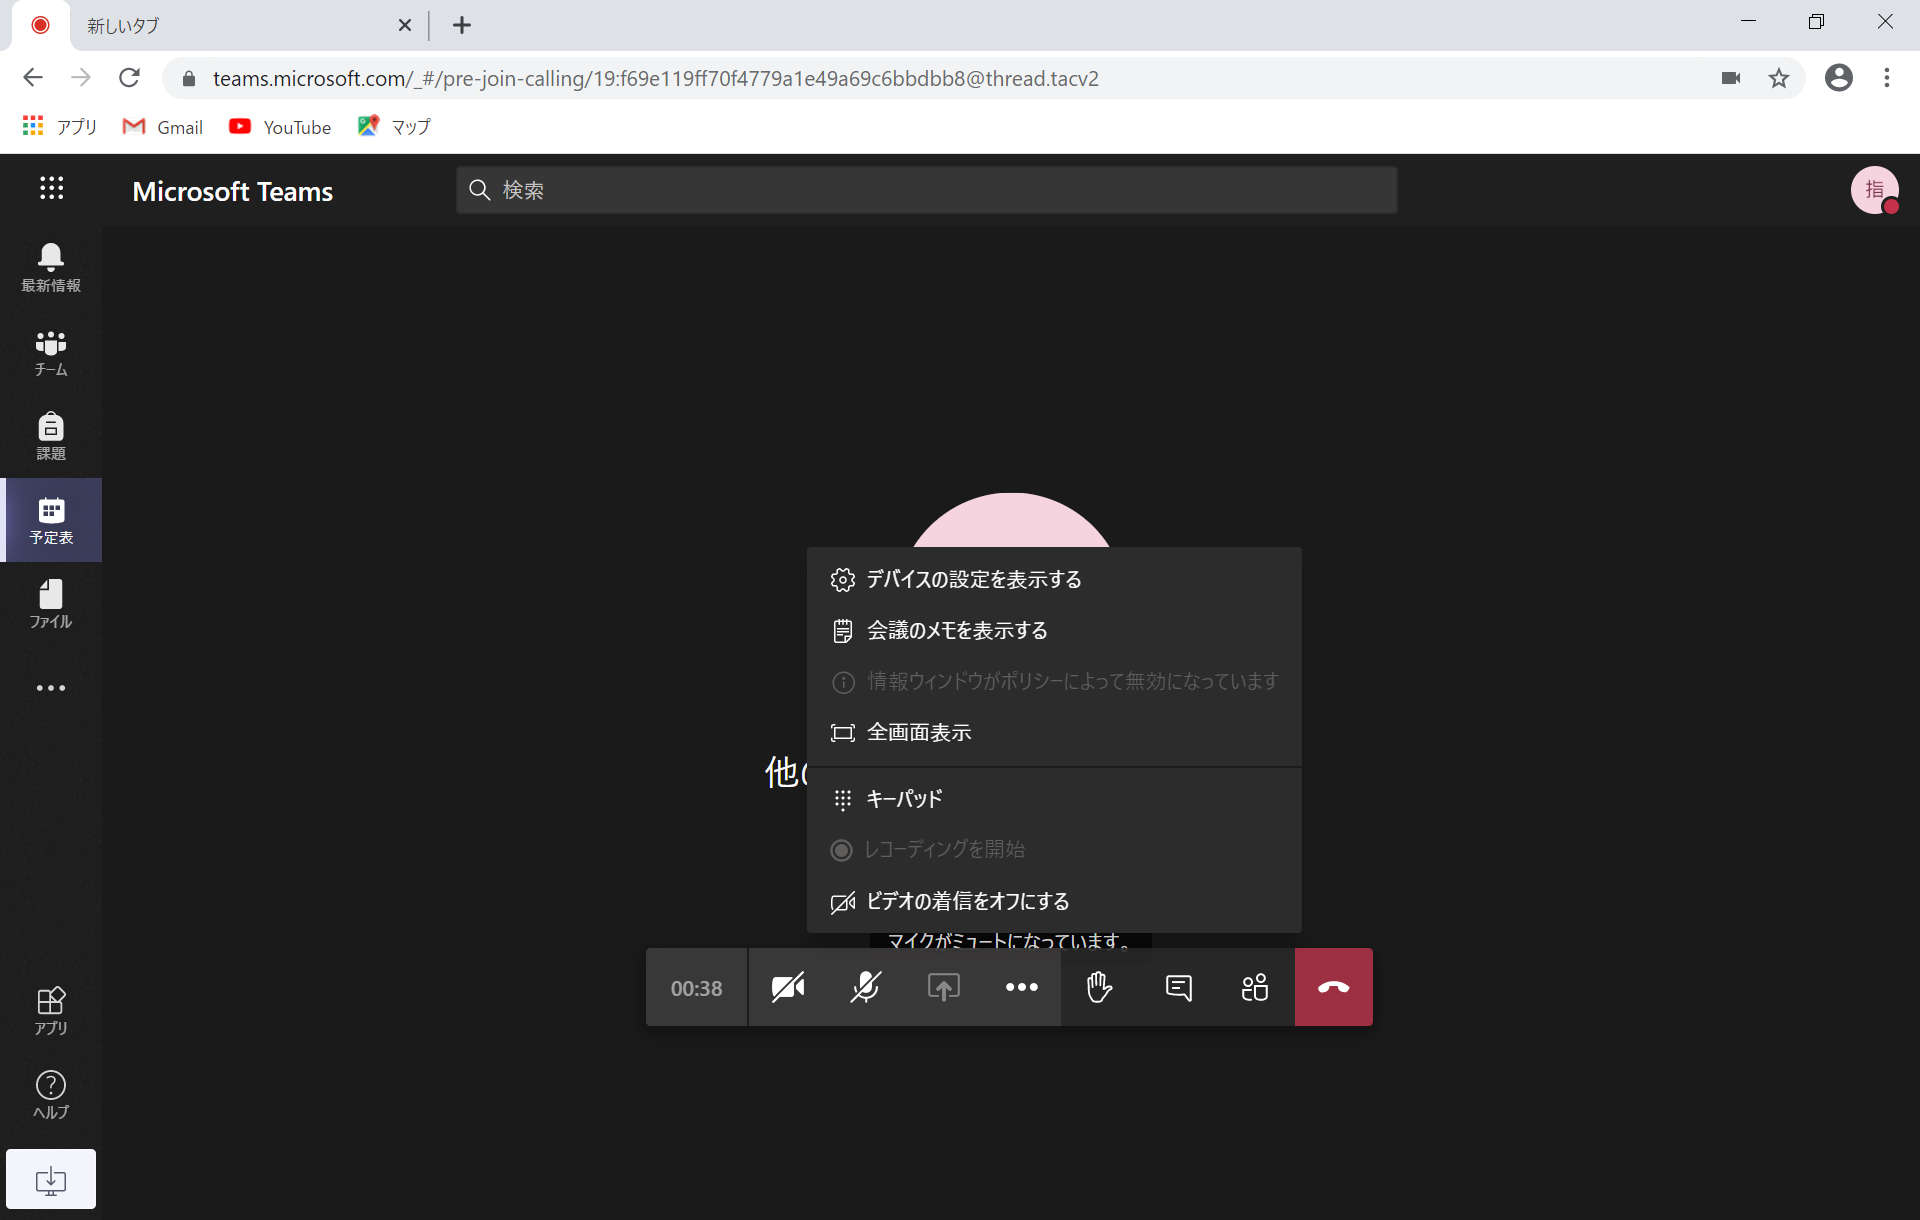 新しいタブ
teams.microsoft.com/_#/pre-join-calling/19:f69e119ff70f4779a1e49a69c6bbdbb8@thread.tacv2
アプリ Gmail YouTube マップ
Microsoft Teams
検索
指
最新情報
チーム
課題
予定表
ファイル
デバイスの設定を表示する
会議のメモを表示する
情報ウィンドウがポリシーによって無効になっています
全画面表示
他の
キーパッド
レコーディングを開始
ビデオの着信をオフにする
マイクがミュートになっています。
00:38
アプリ
ヘルプ